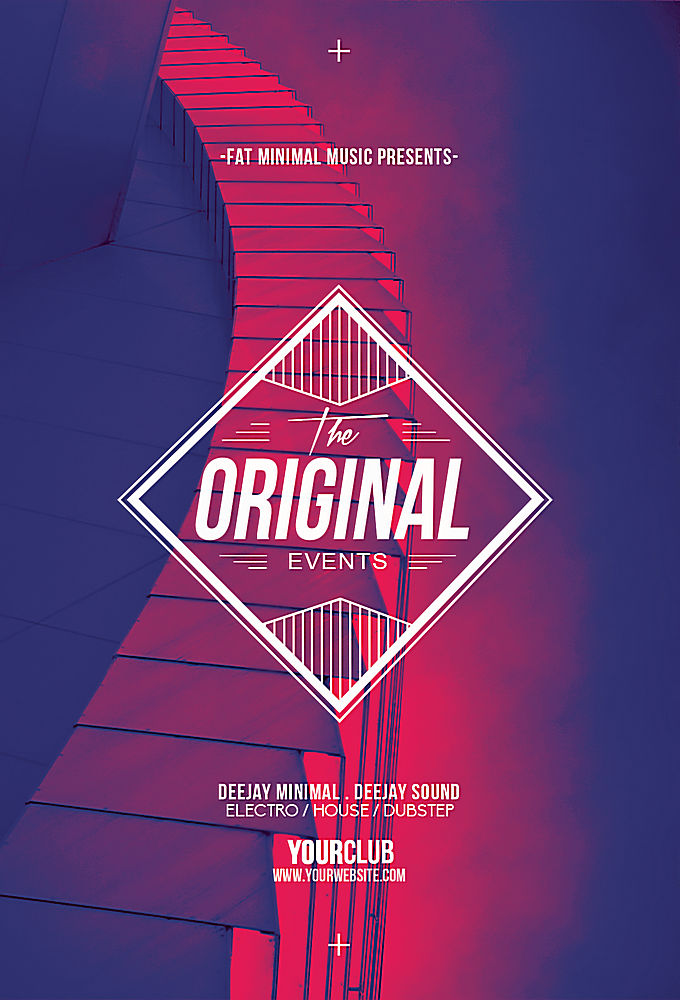 -FAT MINIMAL MUSIC PRESENTS-
The
ORIGINAL
EVENTS
DEEJAY MINIMAL . DEEJAY SOUND
ELECTRO / HOUSE / DUBSTEP
YOURCLUB
WWW.YOURWEBSITE.COM